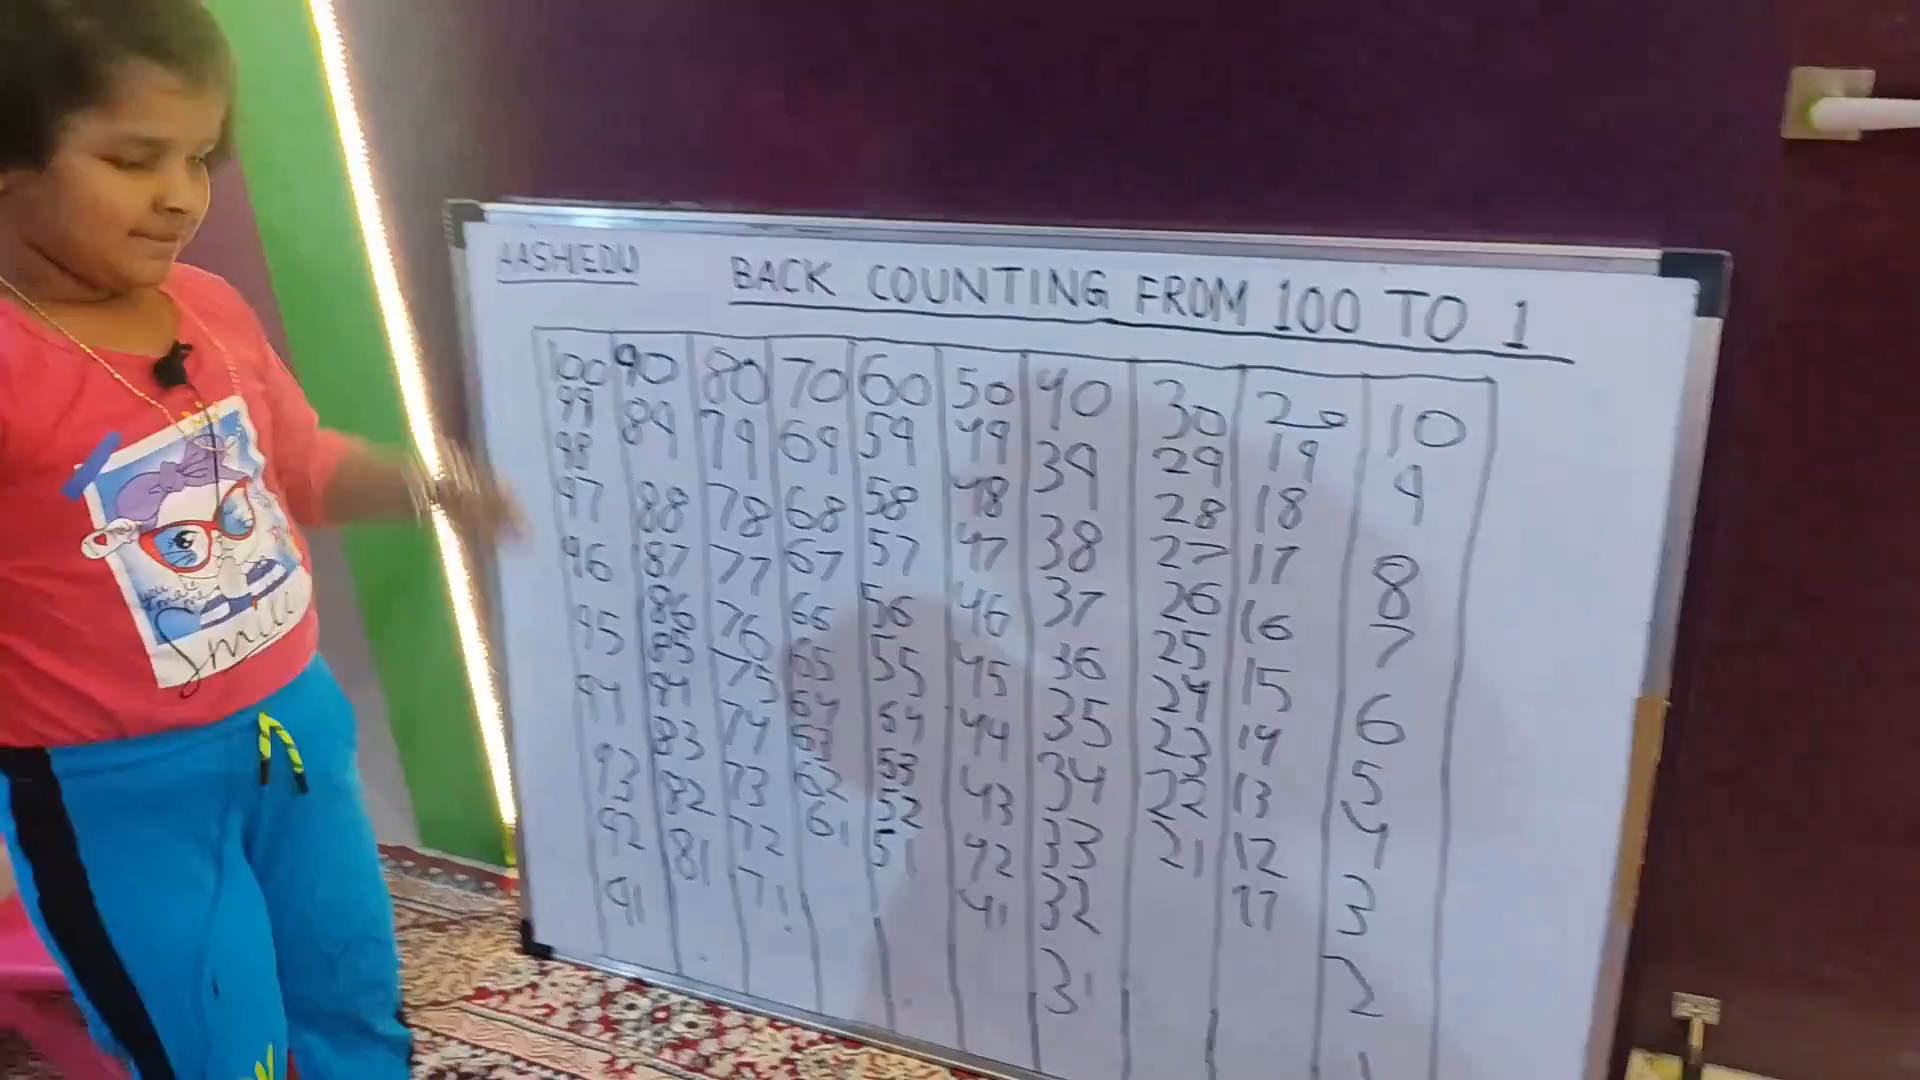 AASHIEDU
BACK COUNTING FROM 100 TO 1
100 90 80 70 60 50 40 30 20 10
99 89 79 69 59 49 39 29 19 9
98 88 78 68 58 48 38 28 18 8
97 87 77 67 57 47 37 27 17 7
96 86 76 66 56 46 36 26 16 6
95 85 75 65 55 45 35 25 15 5
94 84 74 64 54 44 34 24 14 4
93 83 73 63 53 43 33 23 13 3
92 82 72 62 52 42 32 22 12 2
91 81 71 61 51 41 31 21 11 1
you make me
Smile